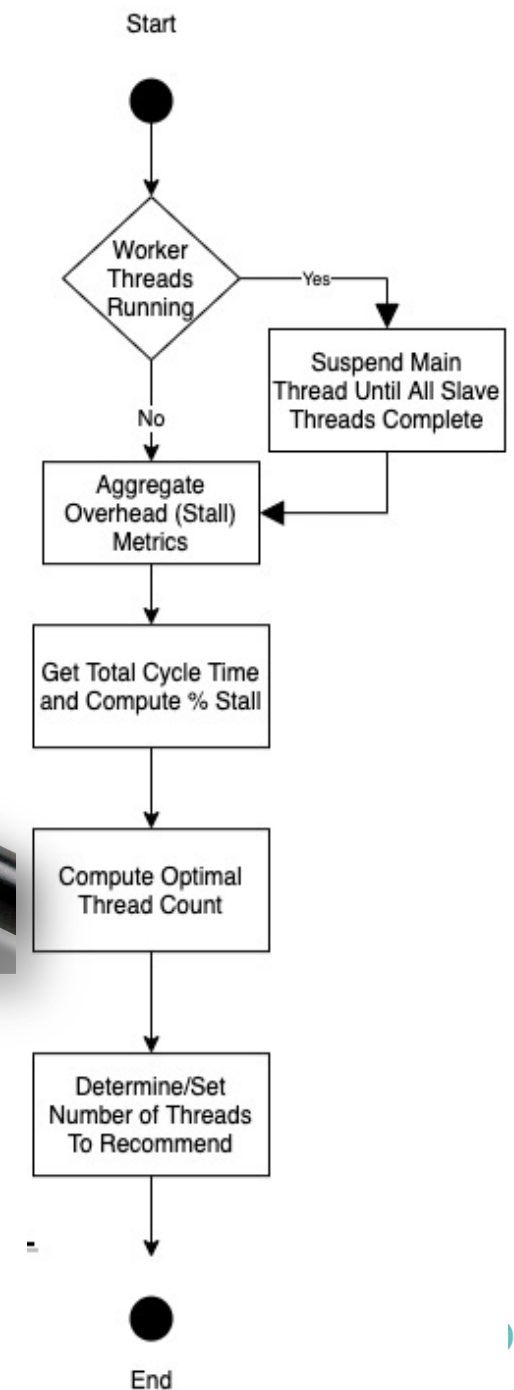 Start
Worker
Threads
Running
Yes
Suspend Main
Thread Until All Slave
Threads Complete
No
Aggregate
Overhead (Stall)
Metrics
Get Total Cycle Time
and Compute % Stall
Compute Optimal
Thread Count
Determine/Set
Number of Threads
To Recommend
End